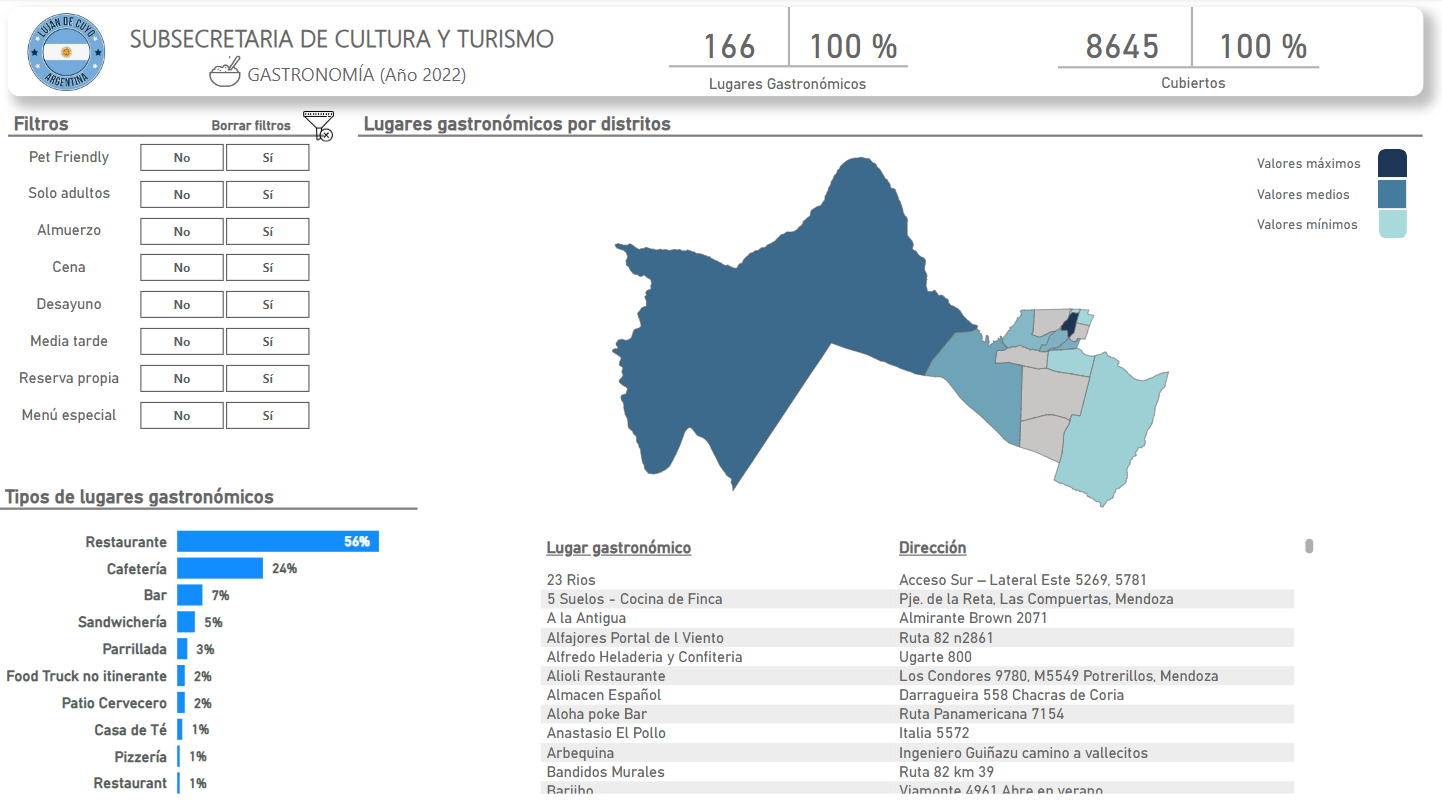 LUJÁN DE CUYO
ARGENTINA
SUBSECRETARIA DE CULTURA Y TURISMO
GASTRONOMÍA (Año 2022)
166
100 %
Lugares Gastronómicos
8645
100 %
Cubiertos
Filtros
Borrar filtros
Pet Friendly No Sí
Solo adultos No Sí
Almuerzo No Sí
Cena No Sí
Desayuno No Sí
Media tarde No Sí
Reserva propia No Sí
Menú especial No Sí
Lugares gastronómicos por distritos
Valores máximos
Valores medios
Valores mínimos
Tipos de lugares gastronómicos
Restaurante 56%
Cafetería 24%
Bar 7%
Sandwichería 5%
Parrillada 3%
Food Truck no itinerante 2%
Patio Cervecero 2%
Casa de Té 1%
Pizzería 1%
Restaurant 1%
Lugar gastronómico Dirección
23 Rios Acceso Sur – Lateral Este 5269, 5781
5 Suelos - Cocina de Finca Pje. de la Reta, Las Compuertas, Mendoza
A la Antigua Almirante Brown 2071
Alfajores Portal de l Viento Ruta 82 n2861
Alfredo Heladeria y Confiteria Ugarte 800
Alioli Restaurante Los Condores 9780, M5549 Potrerillos, Mendoza
Almacen Español Darragueira 558 Chacras de Coria
Aloha poke Bar Ruta Panamericana 7154
Anastasio El Pollo Italia 5572
Arbequina Ingeniero Guiñazu camino a vallecitos
Bandidos Murales Ruta 82 km 39
Viamonte 4961 Abre en verano